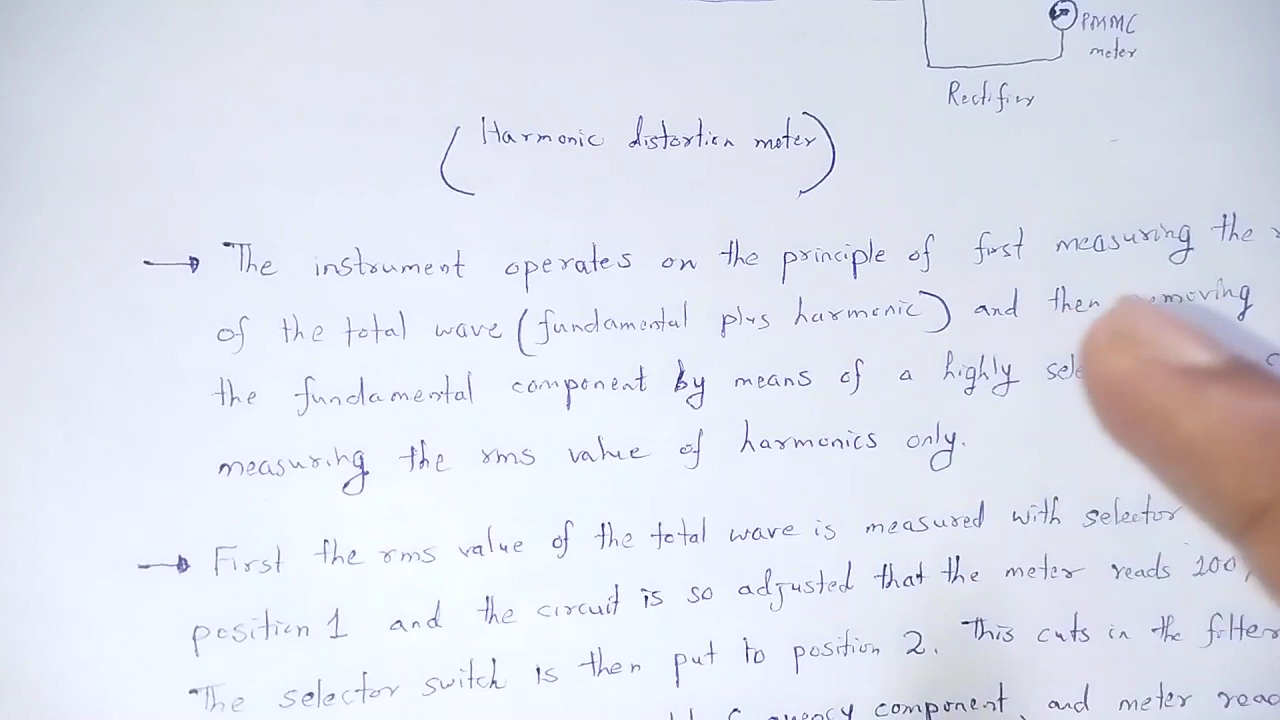 PMMC
meter
Rectifier
(Harmonic distortion meter)
→ The instrument operates on the principle of first measuring the
of the total wave (fundamental plus harmonic) and then
the fundamental component by means of a highly
measuring the rms value of harmonics only.
→ First the rms value of the total wave is measured with selector
position 1 and the circuit is so adjusted that the meter reads 100%
The selector switch is then put to position 2. This cuts in the filter
component, and meter